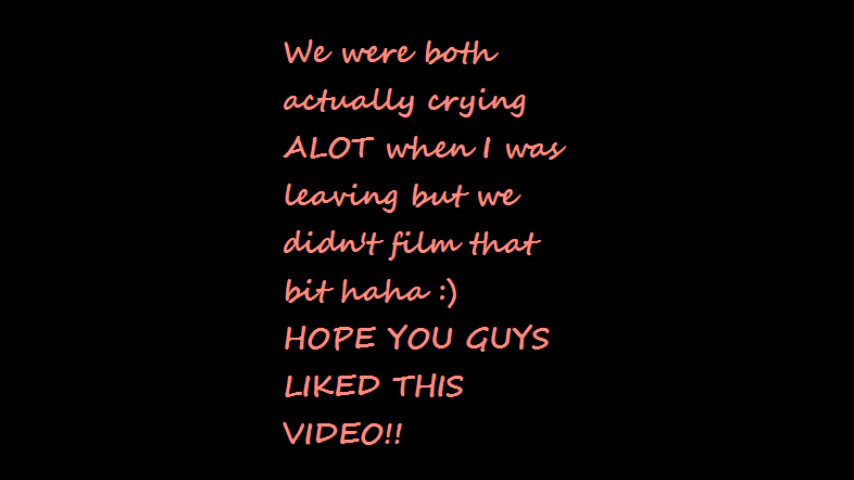 We were both
actually crying
ALOT when I was
leaving but we
didn't film that
bit haha :)
HOPE YOU GUYS
LIKED THIS
VIDEO!!